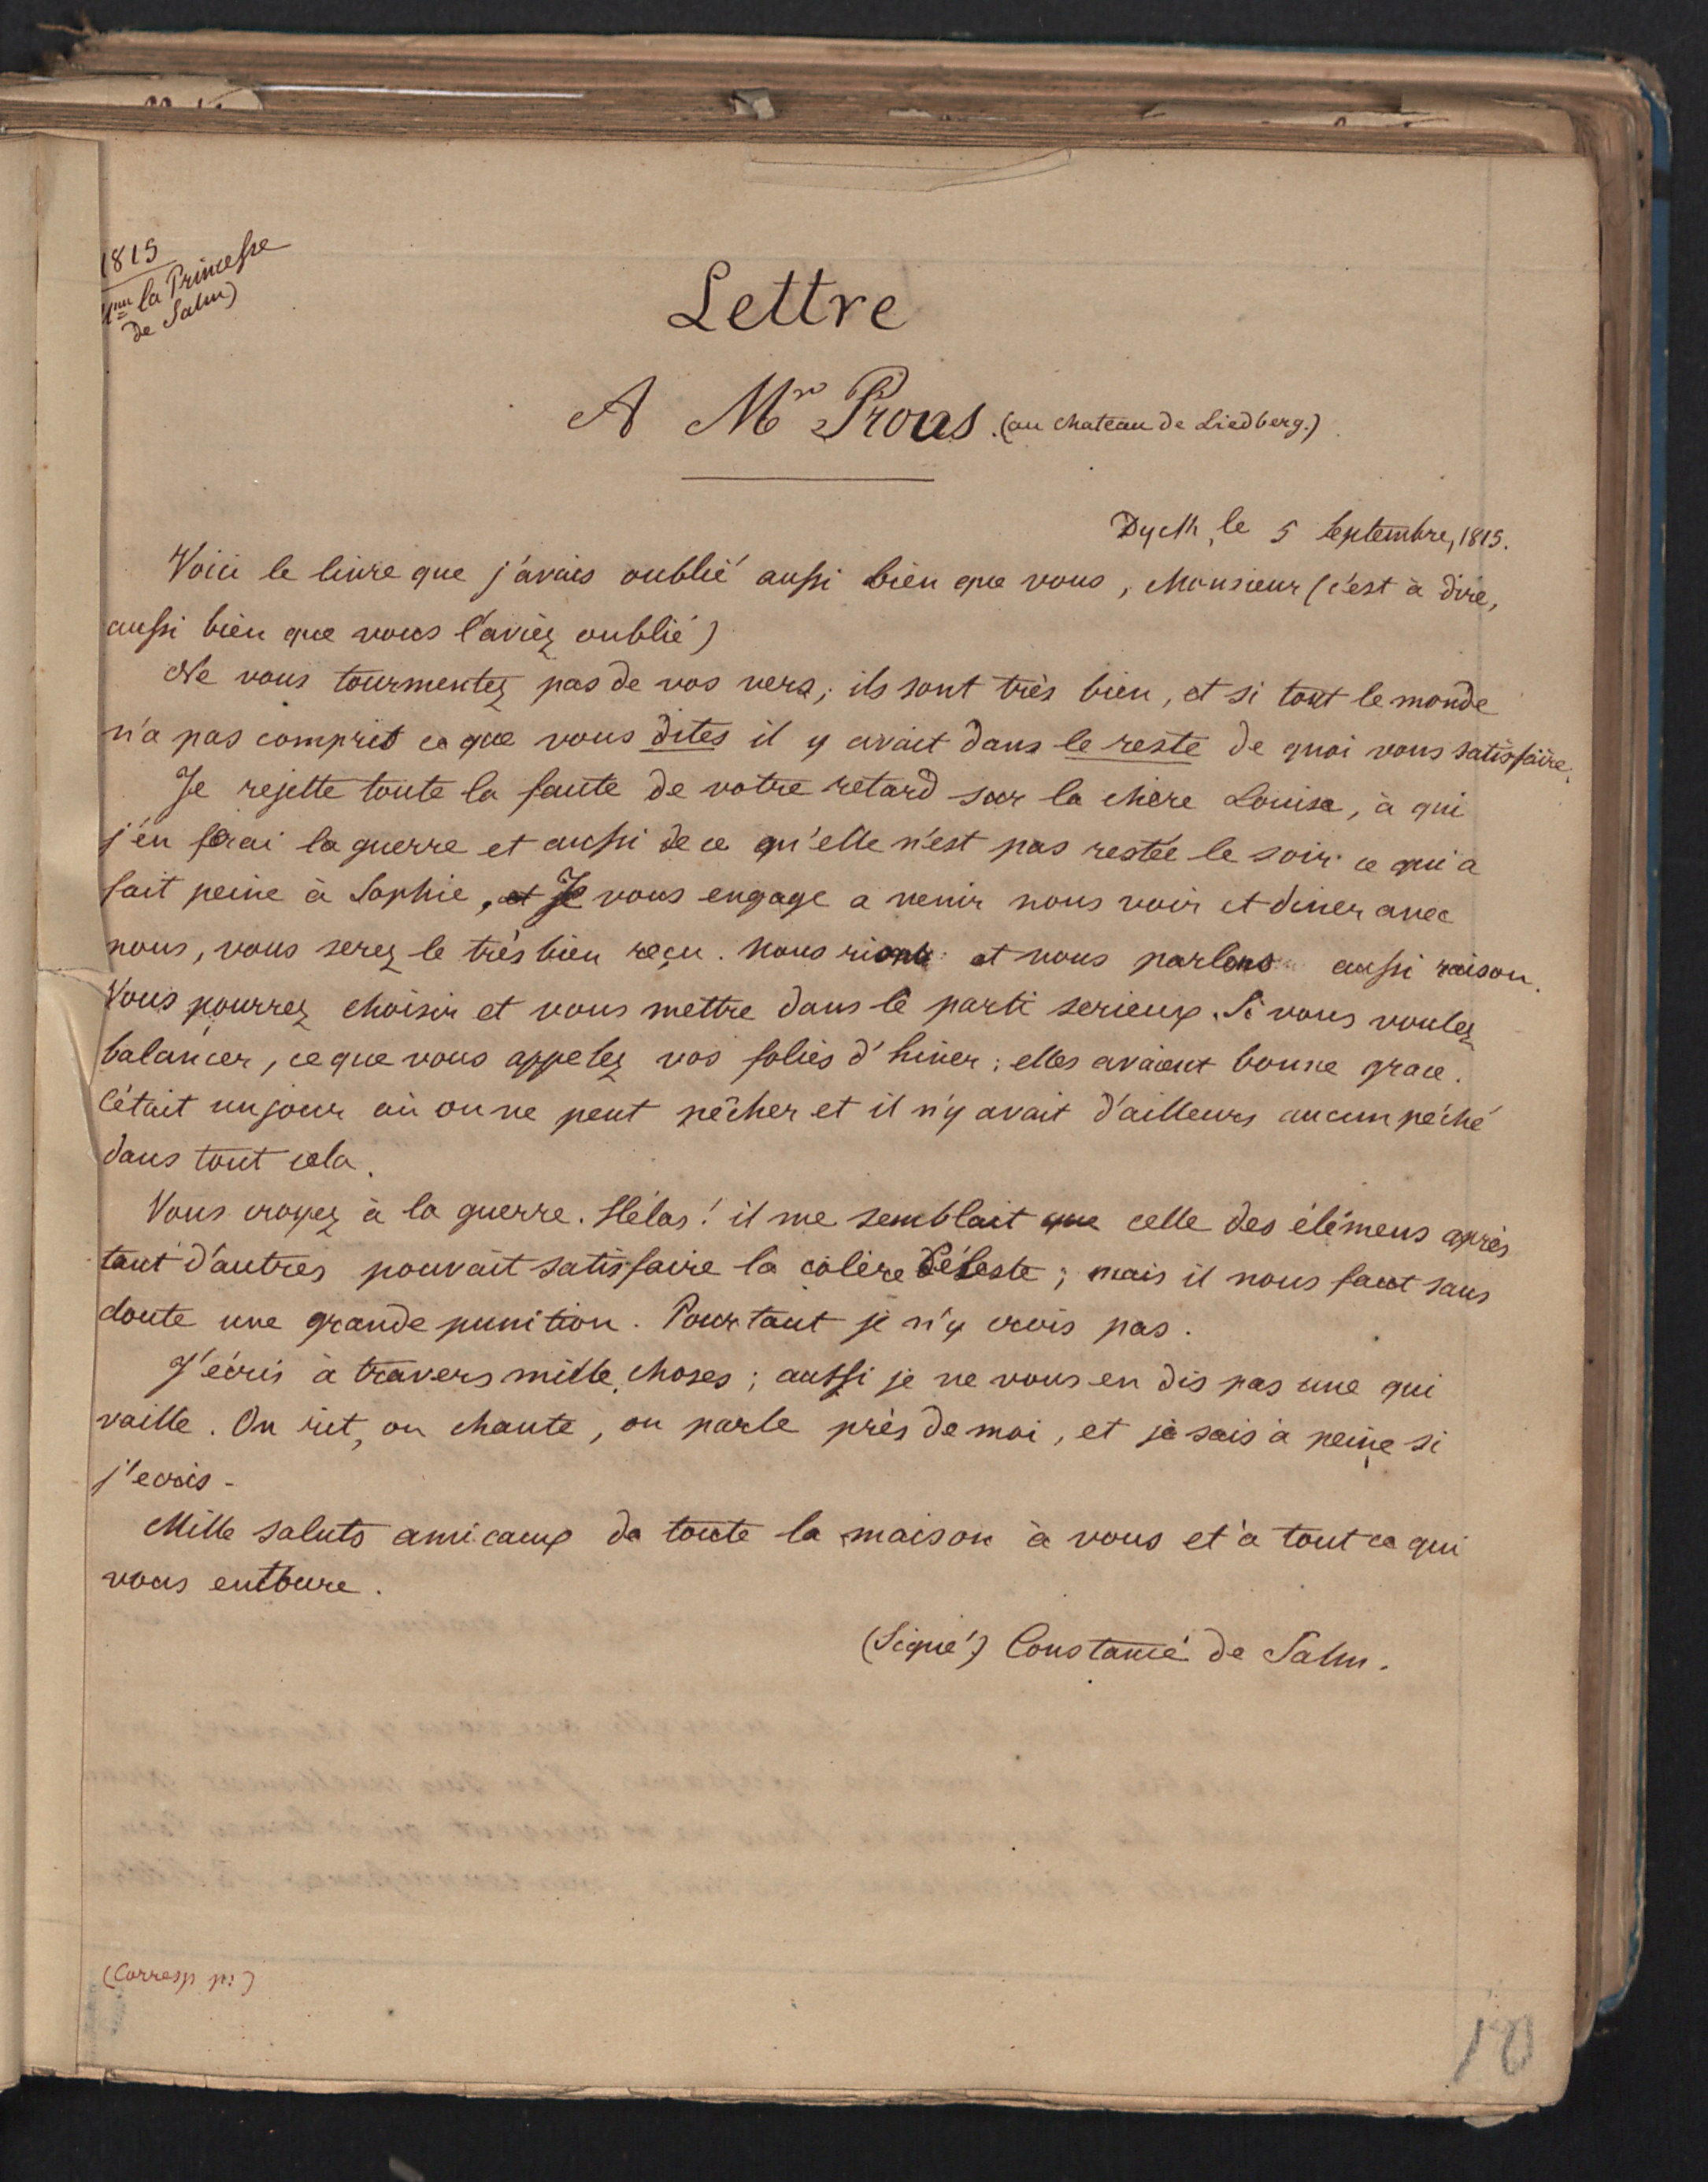 1815
Mme la Princesse
de Salm)
Lettre
A Mr Prous. (au chateau de Liedberg.)
Dyck, le 5 Septembre, 1815.
Voici le livre que j'avais oublié aussi bien que vous, Monsieur (c'est à dire,
aussi bien que vous l'aviez oublié)
Ne vous tourmentez pas de vos vers; ils sont très bien, et si tout le monde
n'a pas compris ce que vous dites il y avait dans le reste de quoi vous satisfaire.
Je rejette toute la faute de votre retard sur la chère Louise, à qui
j'en ferai la guerre et aussi de ce qu'elle n'est pas restée le soir ce qui a
fait peine à Sophie, et Je vous engage a venir nous voir et diner avec
nous, vous serez le très bien reçu. Nous rions et nous parlons aussi raison.
Vous pourrez choisir et vous mettre dans le parti serieux. Si vous voulez
balancer, ce que vous appelez vos folies d'hiver; elles avaient bonne grace.
C'était un jour où on ne peut pécher et il n'y avait d'ailleurs aucun péché
dans tout cela.
Vous croyez à la guerre. Hélas! il me semblait que celle des élémens après
tant d'autres pouvait satisfaire la colère Céleste; mais il nous faut sans
doute une grande punition. Pourtant je n'y crois pas.
J'écris à travers mille choses; aussi je ne vous en dis pas une qui
vaille. On rit, on chante, on parle près de moi, et je sais à peine si
j'ecris-
Mille saluts amicaux de toute la maison à vous et à tout ce qui
vous entoure.
(Signé) Constance de Salm.
(Corresp pr)
10